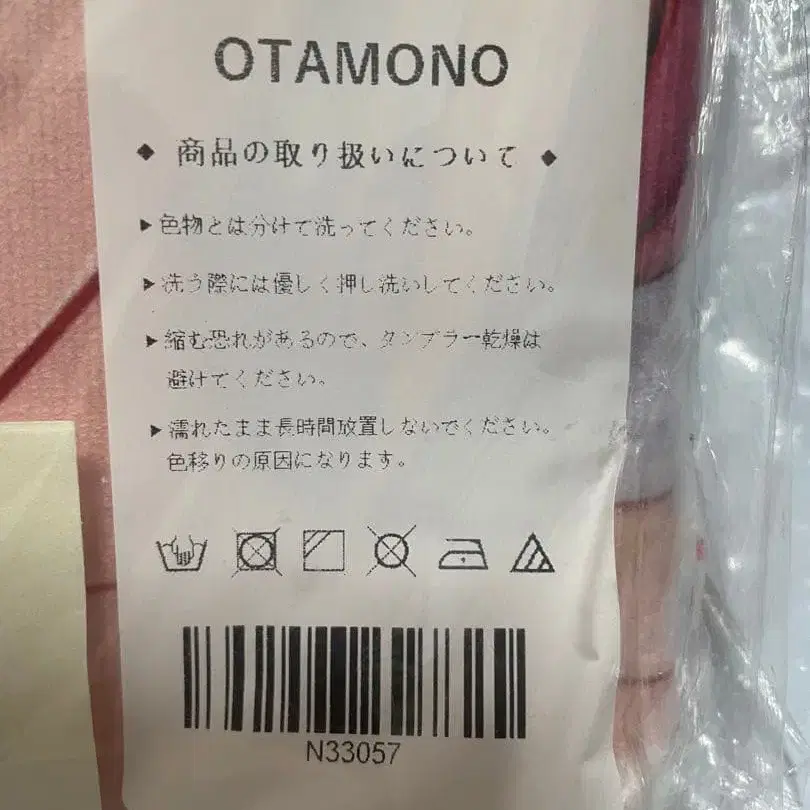 OTAMONO
◆ 商品の取り扱いについて ◆
▶色物とは分けて洗ってください。
▶洗う際には優しく押し洗いしてください。
▶縮む恐れがあるので、タンブラー乾燥は
避けてください。
▶濡れたまま長時間放置しないでください。
色移りの原因になります。
N33057